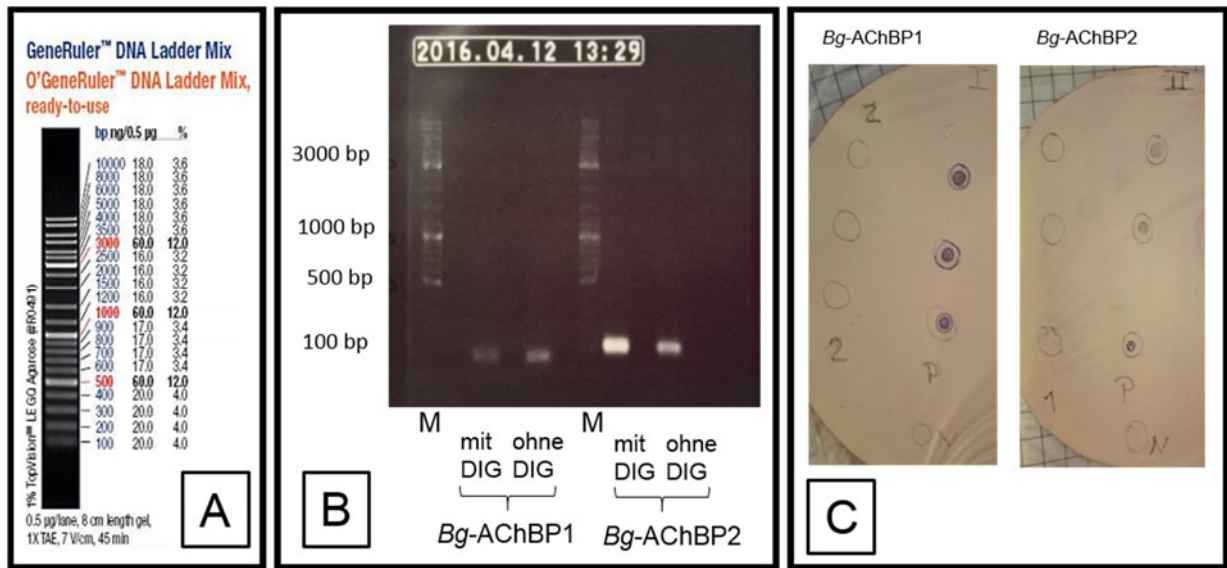 GeneRuler™ DNA Ladder Mix
O'GeneRuler™ DNA Ladder Mix,
ready-to-use
bp ng/0.5 µg %
10000 18.0 3.6
8000 18.0 3.6
6000 18.0 3.6
5000 18.0 3.6
4000 18.0 3.6
3500 18.0 3.6
3000 60.0 12.0
2500 16.0 3.2
2000 16.0 3.2
1500 16.0 3.2
1200 16.0 3.2
1000 60.0 12.0
900 17.0 3.4
800 17.0 3.4
700 17.0 3.4
600 17.0 3.4
500 60.0 12.0
400 20.0 4.0
300 20.0 4.0
200 20.0 4.0
100 20.0 4.0
1% TopVision™ LE GQ Agarose (#R0491)
0.5 µg/lane, 8 cm length gel,
1X TAE, 7 V/cm, 45 min
A
2016.04.12 13:29
3000 bp
1000 bp
500 bp
100 bp
M
mit DIG
ohne DIG
M
mit DIG
ohne DIG
Bg-AChBP1
Bg-AChBP2
B
Bg-AChBP1
Bg-AChBP2
I
2
2
P
N
II
1
P
N
C